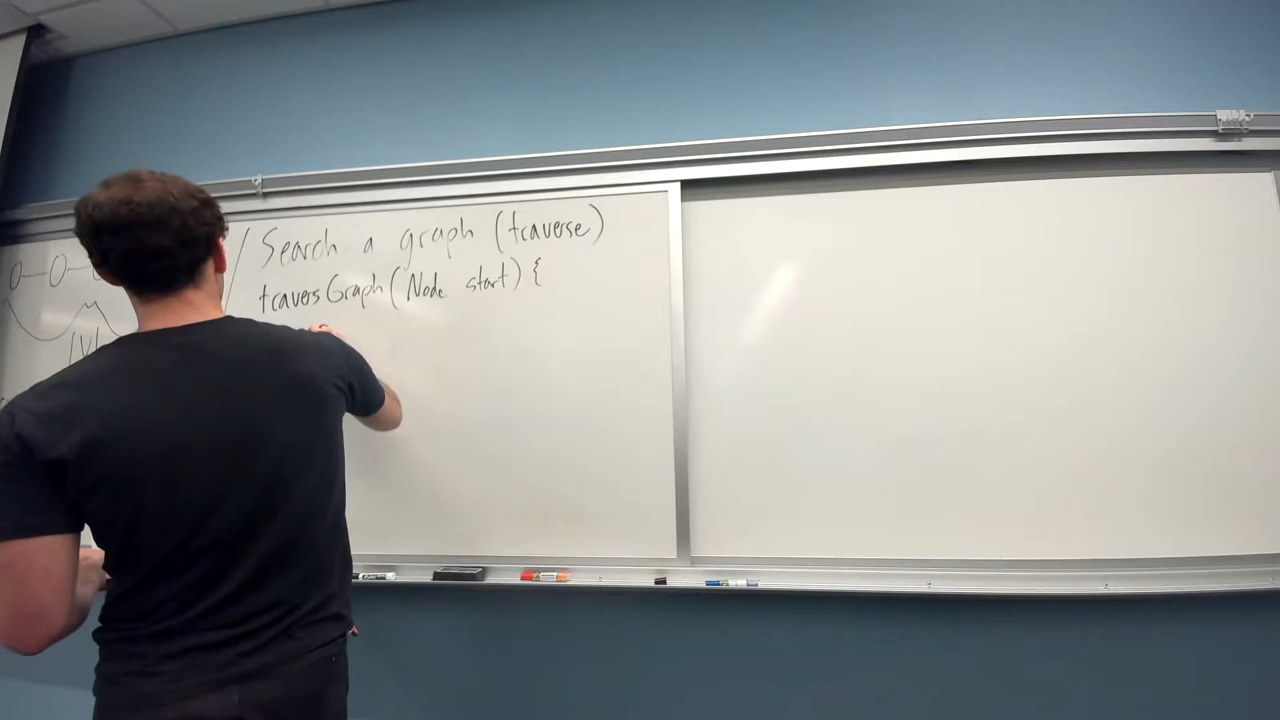 O-O-
|V|
Search a graph (traverse)
traversGraph(Node start) {